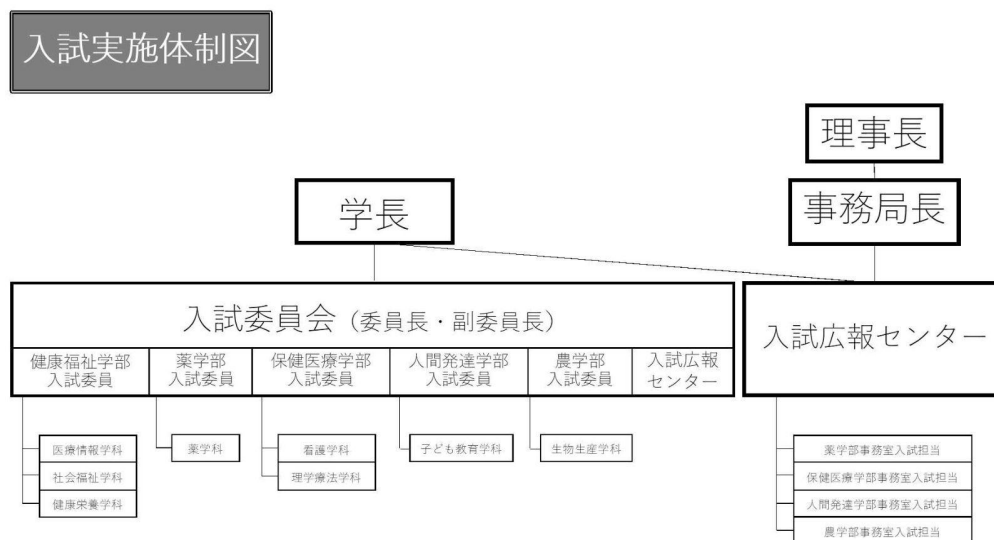 入試実施体制図
理事長
学長
事務局長
入試委員会（委員長・副委員長）
健康福祉学部
入試委員
薬学部
入試委員
保健医療学部
入試委員
人間発達学部
入試委員
農学部
入試委員
入試広報
センター
入試広報センター
医療情報学科
社会福祉学科
健康栄養学科
薬学科
看護学科
理学療法学科
子ども教育学科
生物生産学科
薬学部事務室入試担当
保健医療学部事務室入試担当
人間発達学部事務室入試担当
農学部事務室入試担当